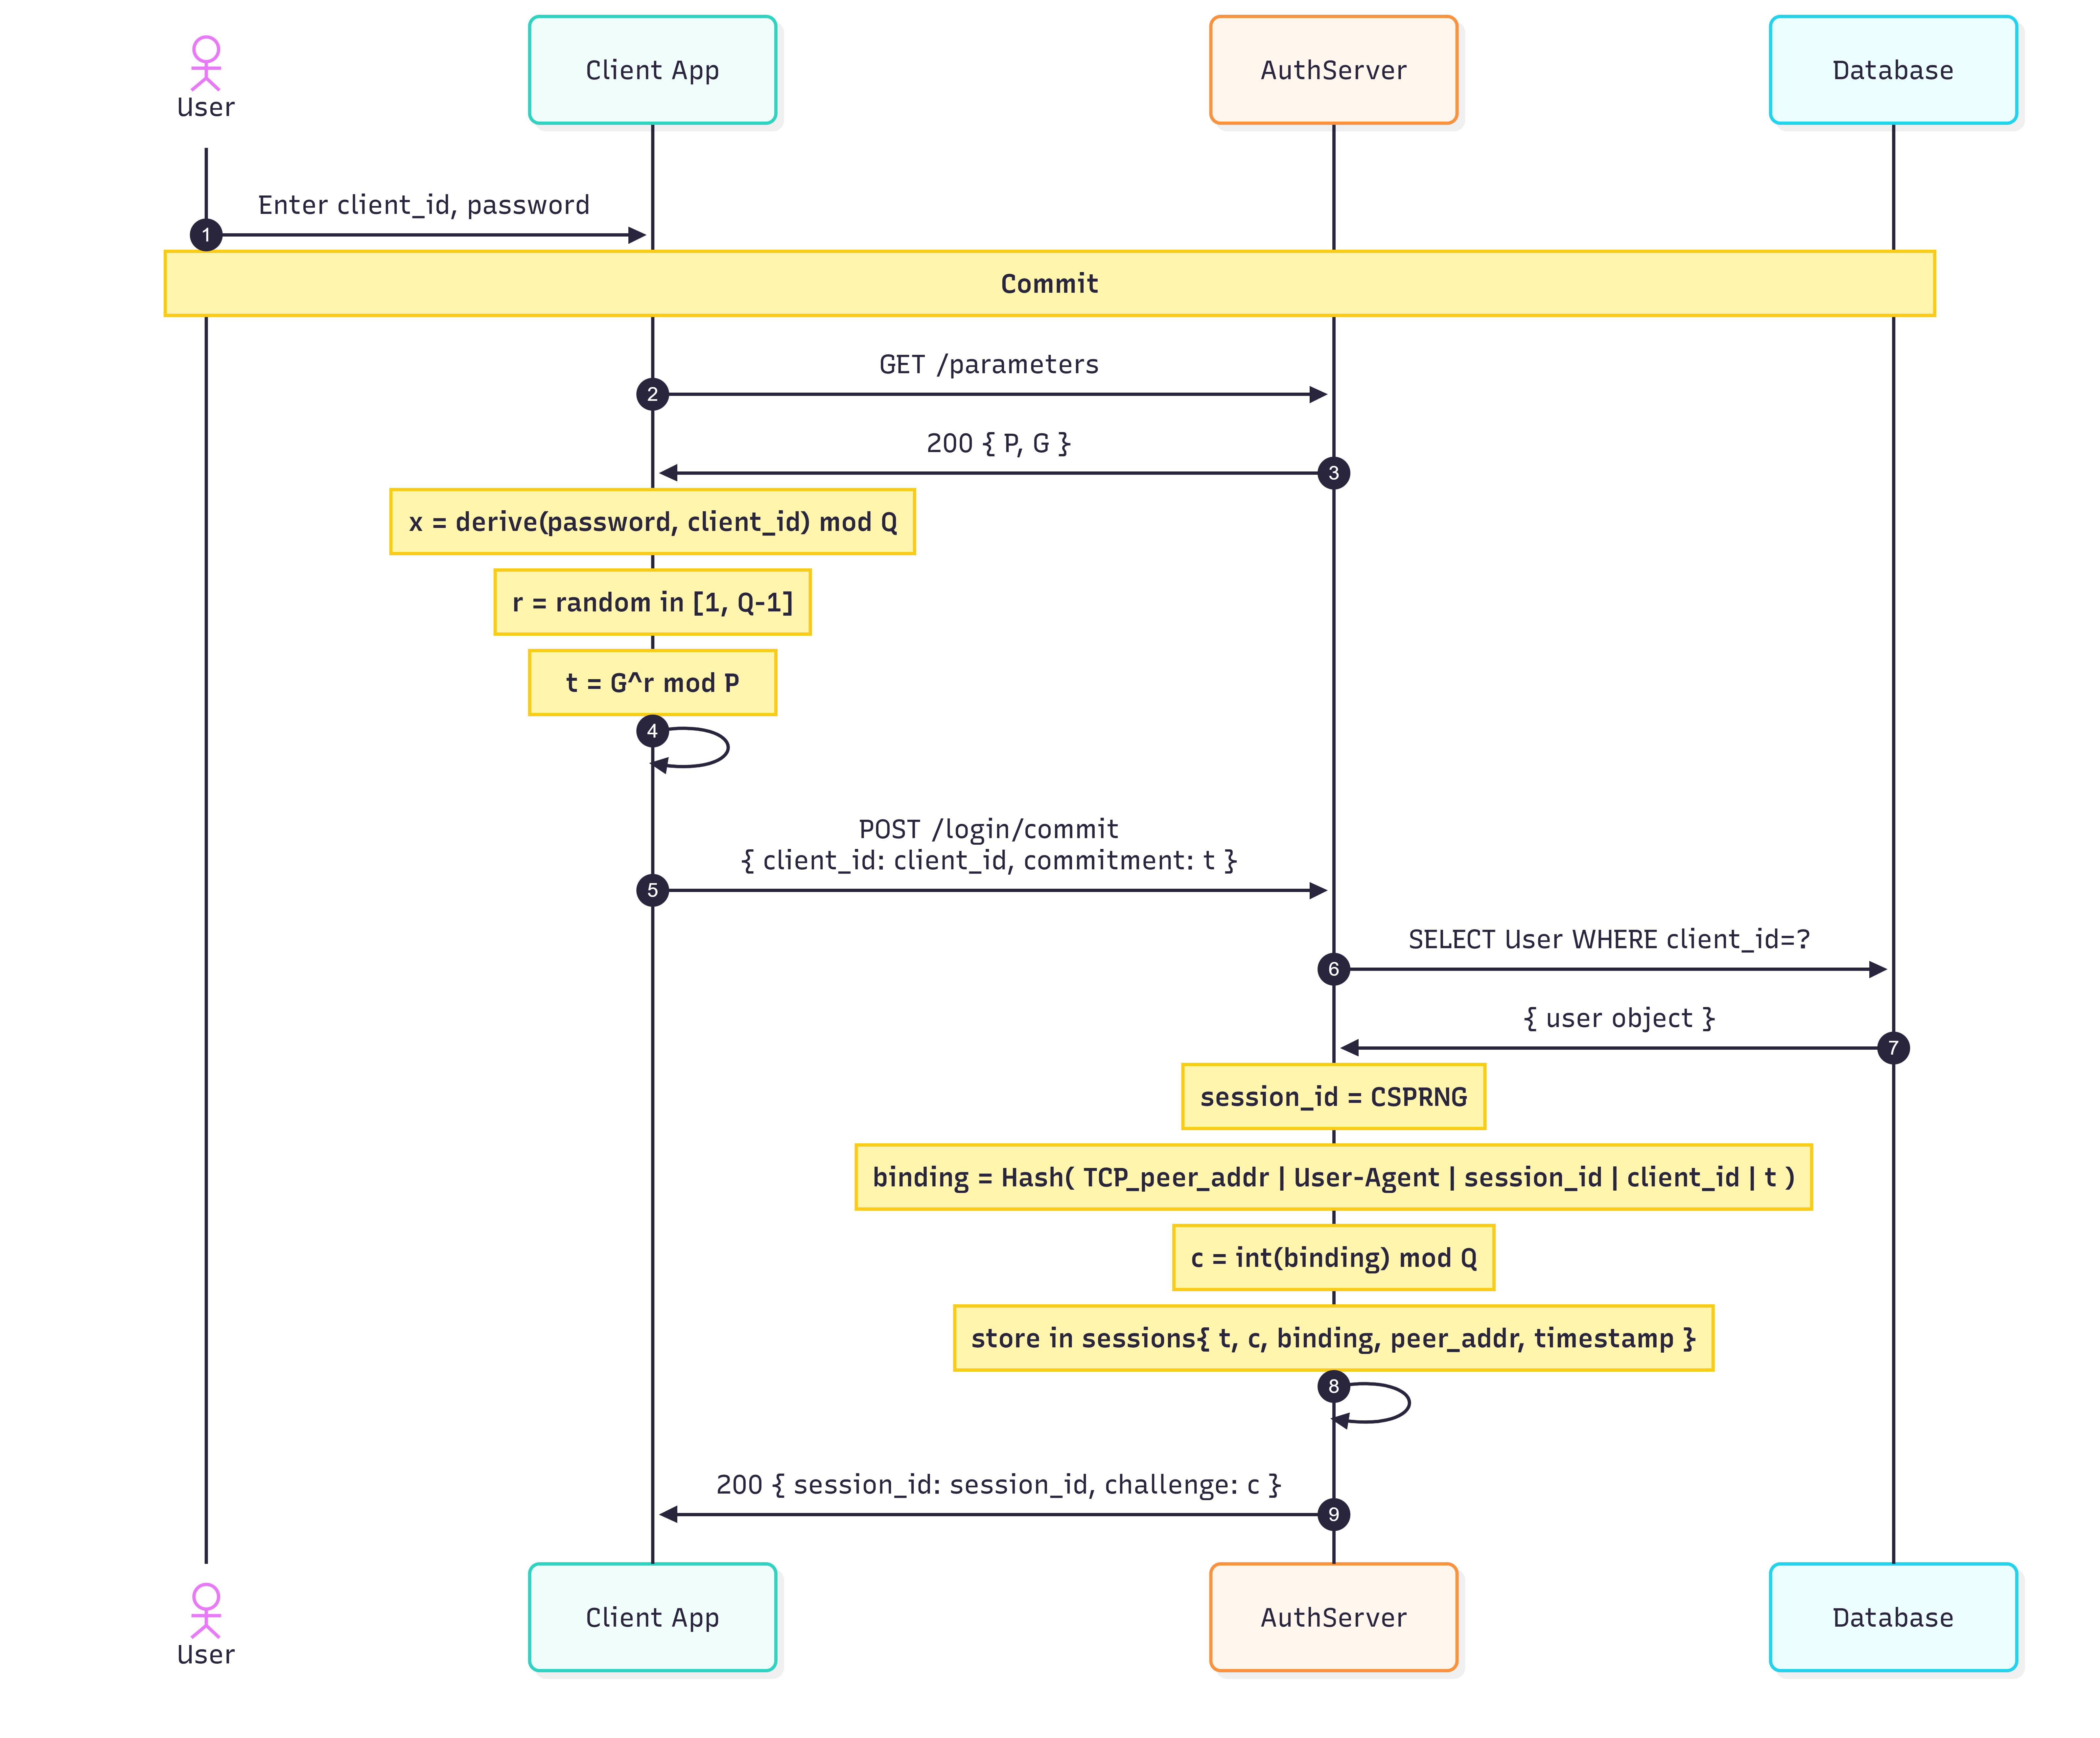 User
Client App
AuthServer
Database
Enter client_id, password
1
Commit
GET /parameters
2
200 { P, G }
3
x = derive(password, client_id) mod Q
r = random in [1, Q-1]
t = G^r mod P
4
POST /login/commit
{ client_id: client_id, commitment: t }
5
SELECT User WHERE client_id=?
6
{ user object }
7
session_id = CSPRNG
binding = Hash( TCP_peer_addr | User-Agent | session_id | client_id | t )
c = int(binding) mod Q
store in sessions{ t, c, binding, peer_addr, timestamp }
8
200 { session_id: session_id, challenge: c }
9
User
Client App
AuthServer
Database